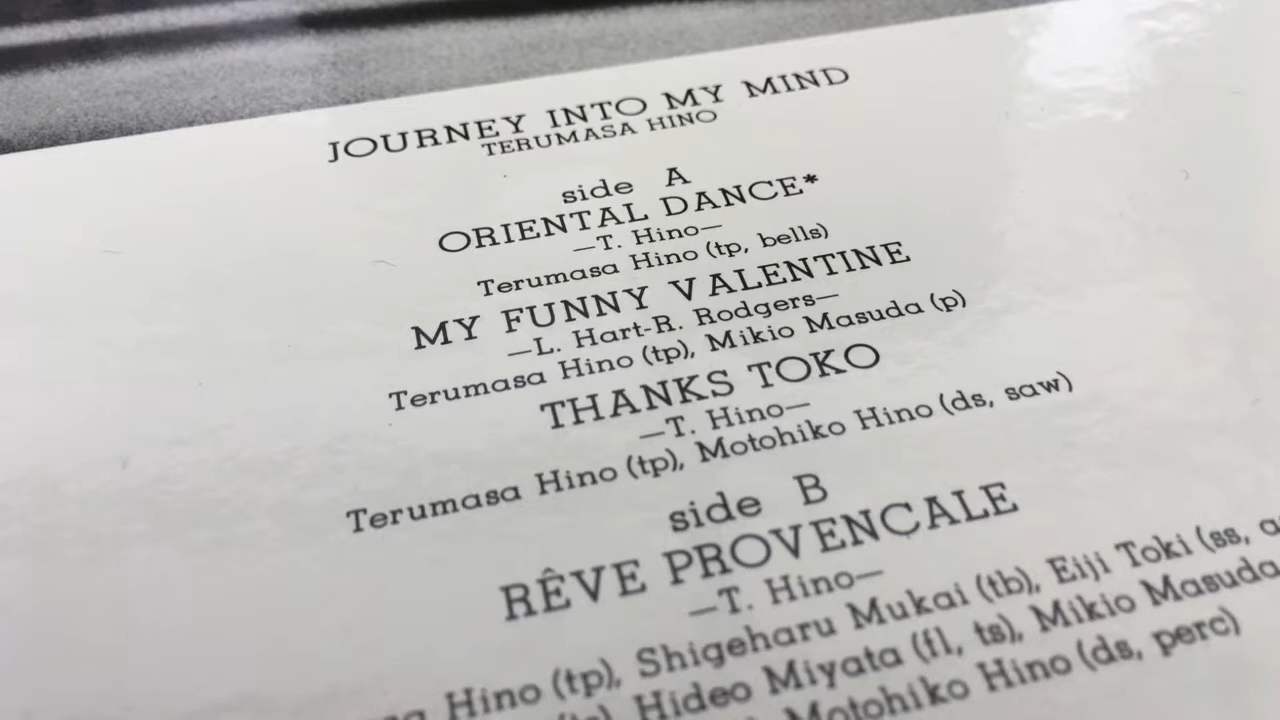 JOURNEY INTO MY MIND
TERUMASA HINO
side A
ORIENTAL DANCE*
—T. Hino—
Terumasa Hino (tp, bells)
MY FUNNY VALENTINE
—L. Hart-R. Rodgers—
Terumasa Hino (tp), Mikio Masuda (p)
THANKS TOKO
—T. Hino—
Terumasa Hino (tp), Motohiko Hino (ds, saw)
side B
RÊVE PROVENCALE
—T. Hino—
Hino (tp), Shigeharu Mukai (tb), Eiji Toki (ss,
Hideo Miyata (fl, ts), Mikio Masuda
Motohiko Hino (ds, perc)